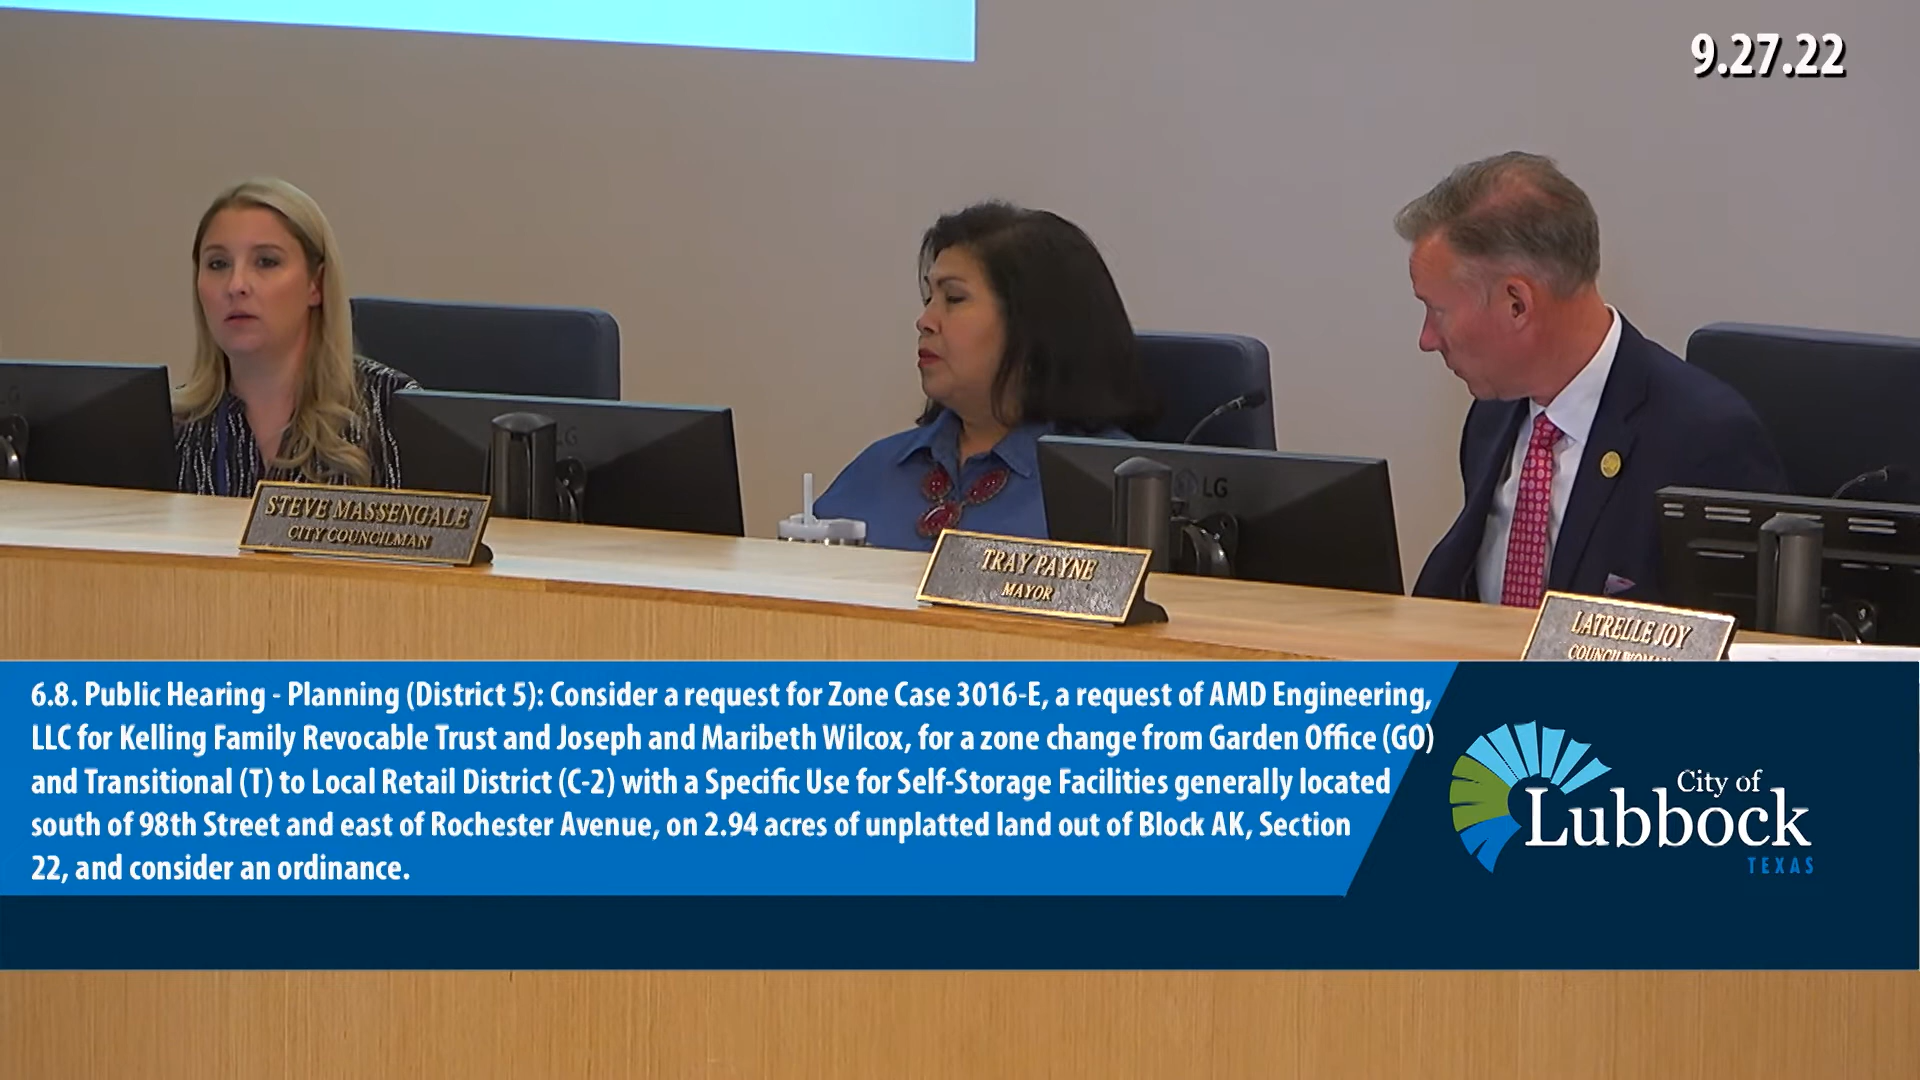 9.27.22
LG
LG
LG
STEVE MASSENGALE
CITY COUNCILMAN
TRAY PAYNE
MAYOR
LATRELLE JOY
COUNCILWOMAN
6.8. Public Hearing - Planning (District 5): Consider a request for Zone Case 3016-E, a request of AMD Engineering,
LLC for Kelling Family Revocable Trust and Joseph and Maribeth Wilcox, for a zone change from Garden Office (GO)
and Transitional (T) to Local Retail District (C-2) with a Specific Use for Self-Storage Facilities generally located
south of 98th Street and east of Rochester Avenue, on 2.94 acres of unplatted land out of Block AK, Section
22, and consider an ordinance.
City of
Lubbock
TEXAS